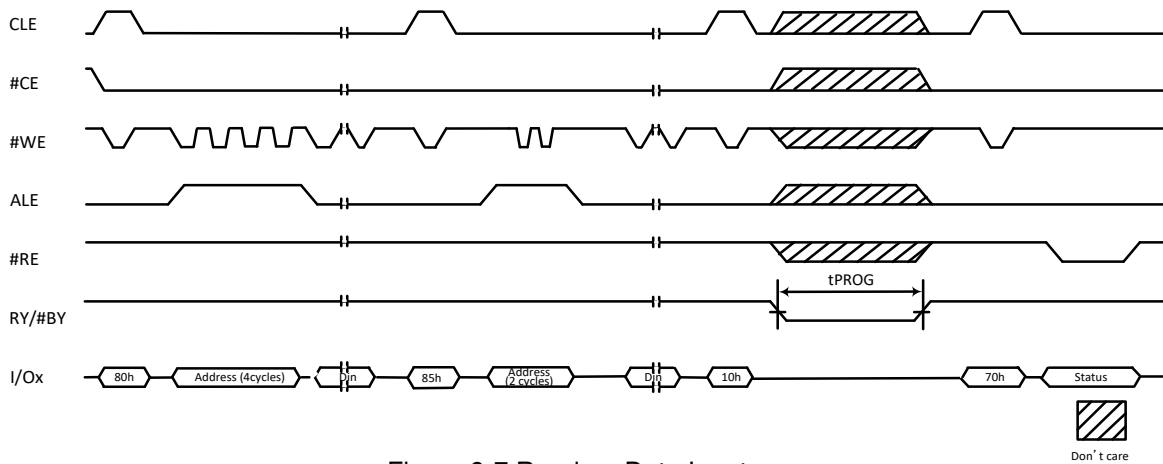 CLE
#CE
#WE
ALE
#RE
tPROG
RY/#BY
I/Ox
80h
Address (4cycles)
Din
85h
Address
(2 cycles)
Din
10h
70h
Status
Don't care